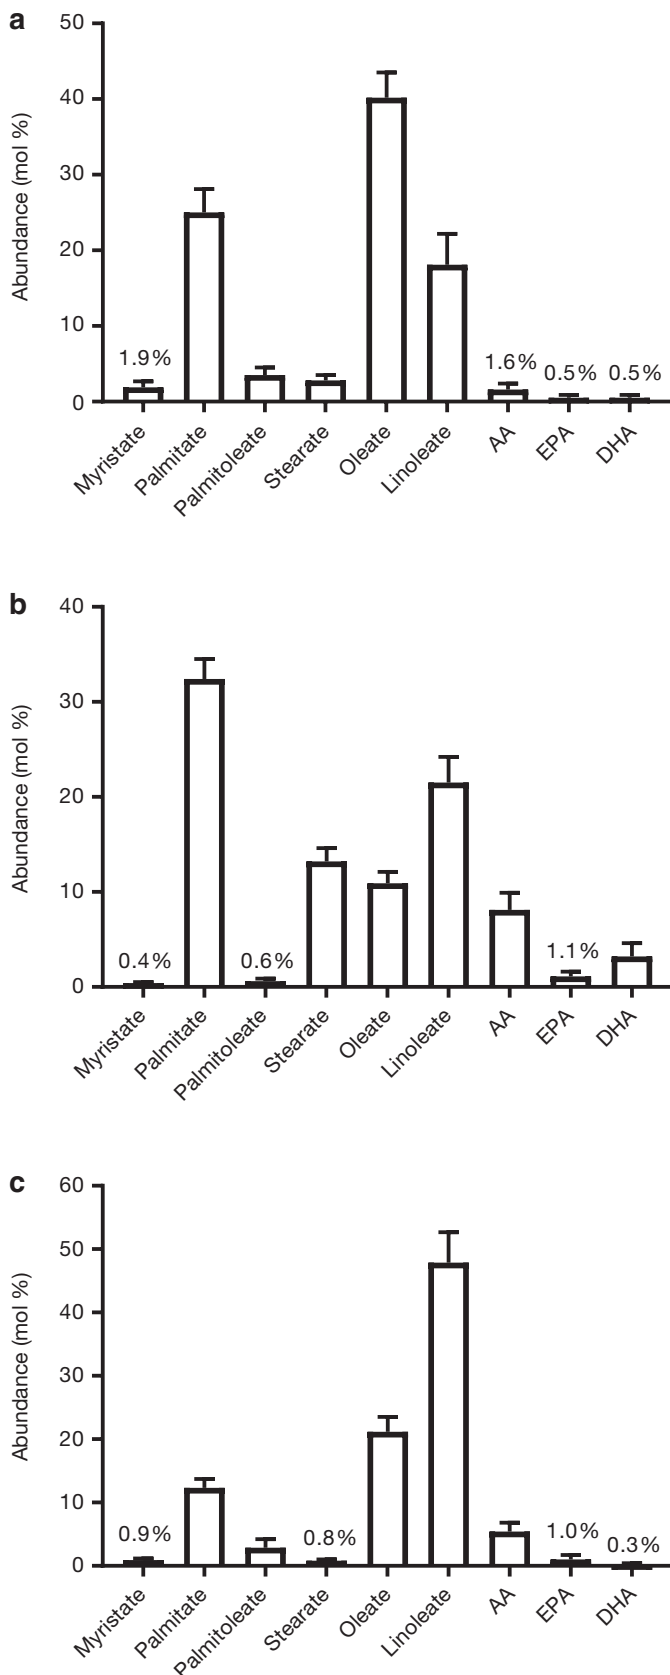 a
Abundance (mol %)
50
40
30
20
10
0
1.9%
1.6%
0.5%
0.5%
Myristate
Palmitate
Palmitoleate
Stearate
Oleate
Linoleate
AA
EPA
DHA
b
Abundance (mol %)
40
30
20
10
0
0.4%
0.6%
1.1%
Myristate
Palmitate
Palmitoleate
Stearate
Oleate
Linoleate
AA
EPA
DHA
c
Abundance (mol %)
60
50
40
30
20
10
0
0.9%
0.8%
1.0%
0.3%
Myristate
Palmitate
Palmitoleate
Stearate
Oleate
Linoleate
AA
EPA
DHA